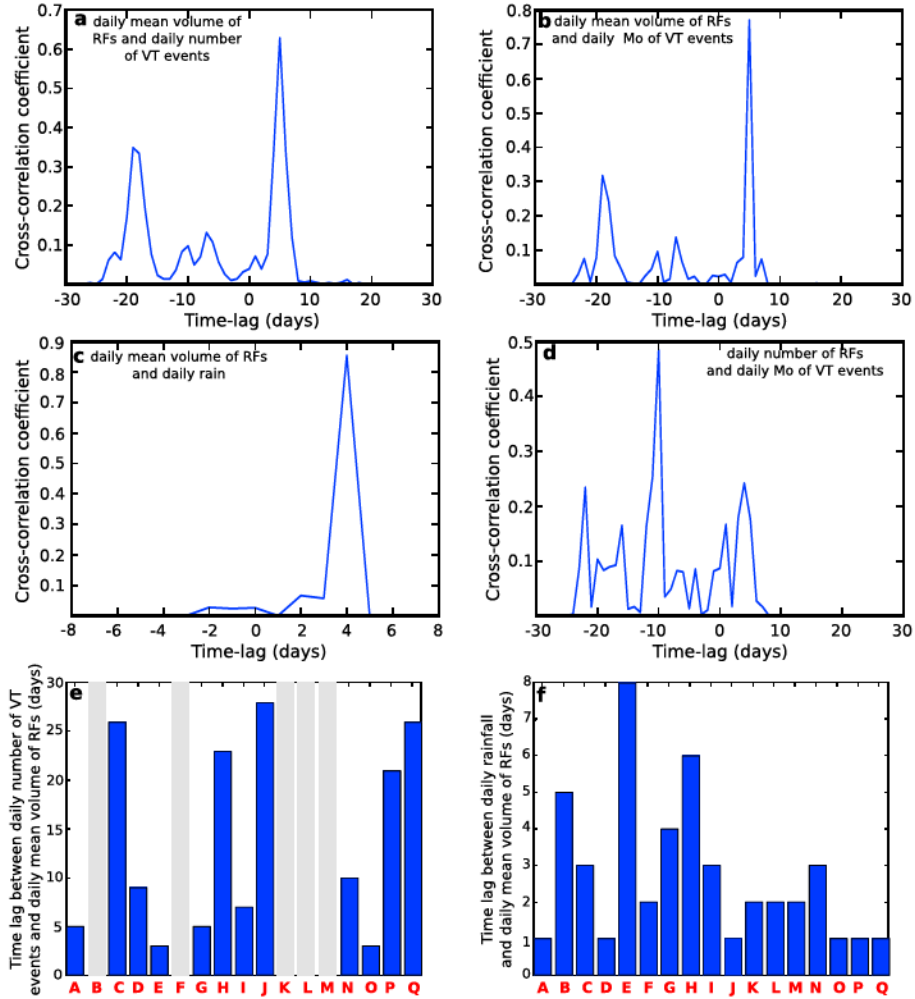 a
daily mean volume of
RFs and daily number
of VT events
Cross-correlation coefficient
0.7
0.6
0.5
0.4
0.3
0.2
0.1
-30 -20 -10 0 10 20 30
Time-lag (days)
b
daily mean volume of RFs
and daily Mo of VT events
Cross-correlation coefficient
0.8
0.7
0.6
0.5
0.4
0.3
0.2
0.1
-30 -20 -10 0 10 20 30
Time-lag (days)
c
daily mean volume of RFs
and daily rain
Cross-correlation coefficient
0.9
0.8
0.7
0.6
0.5
0.4
0.3
0.2
0.1
-8 -6 -4 -2 0 2 4 6 8
Time-lag (days)
d
daily number of RFs
and daily Mo of VT events
Cross-correlation coefficient
0.5
0.4
0.3
0.2
0.1
-30 -20 -10 0 10 20 30
Time-lag (days)
e
Time lag between daily number of VT
events and daily mean volume of RFs (days)
30
25
20
15
10
5
0
A B C D E F G H I J K L M N O P Q
f
Time lag between daily rainfall
and daily mean volume of RFs (days)
8
7
6
5
4
3
2
1
0
A B C D E F G H I J K L M N O P Q